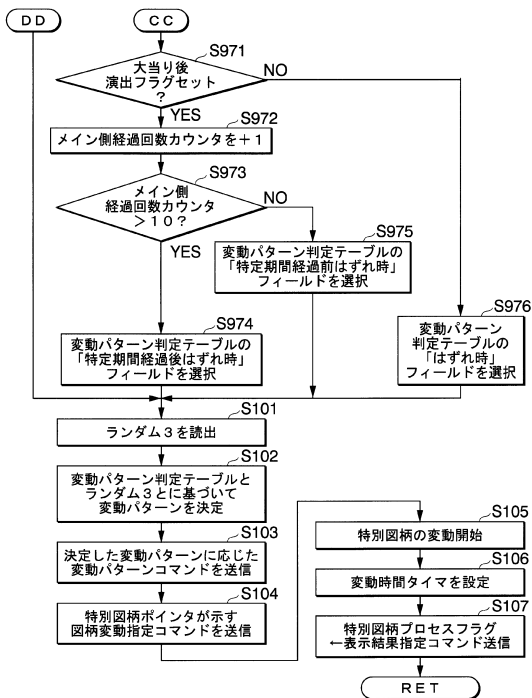 DD
CC
S971
大当り後
演出フラグセット
?
NO
YES
S972
メイン側経過回数カウンタを＋１
S973
メイン側
経過回数カウンタ
＞１０？
NO
YES
S975
変動パターン判定テーブルの
「特定期間経過前はずれ時」
フィールドを選択
S974
変動パターン判定テーブルの
「特定期間経過後はずれ時」
フィールドを選択
S976
変動パターン
判定テーブルの
「はずれ時」
フィールドを選択
S101
ランダム３を読出
S102
変動パターン判定テーブルと
ランダム３とに基づいて
変動パターンを決定
S103
決定した変動パターンに応じた
変動パターンコマンドを送信
S104
特別図柄ポインタが示す
図柄変動指定コマンドを送信
S105
特別図柄の変動開始
S106
変動時間タイマを設定
S107
特別図柄プロセスフラグ
←表示結果指定コマンド送信
RET